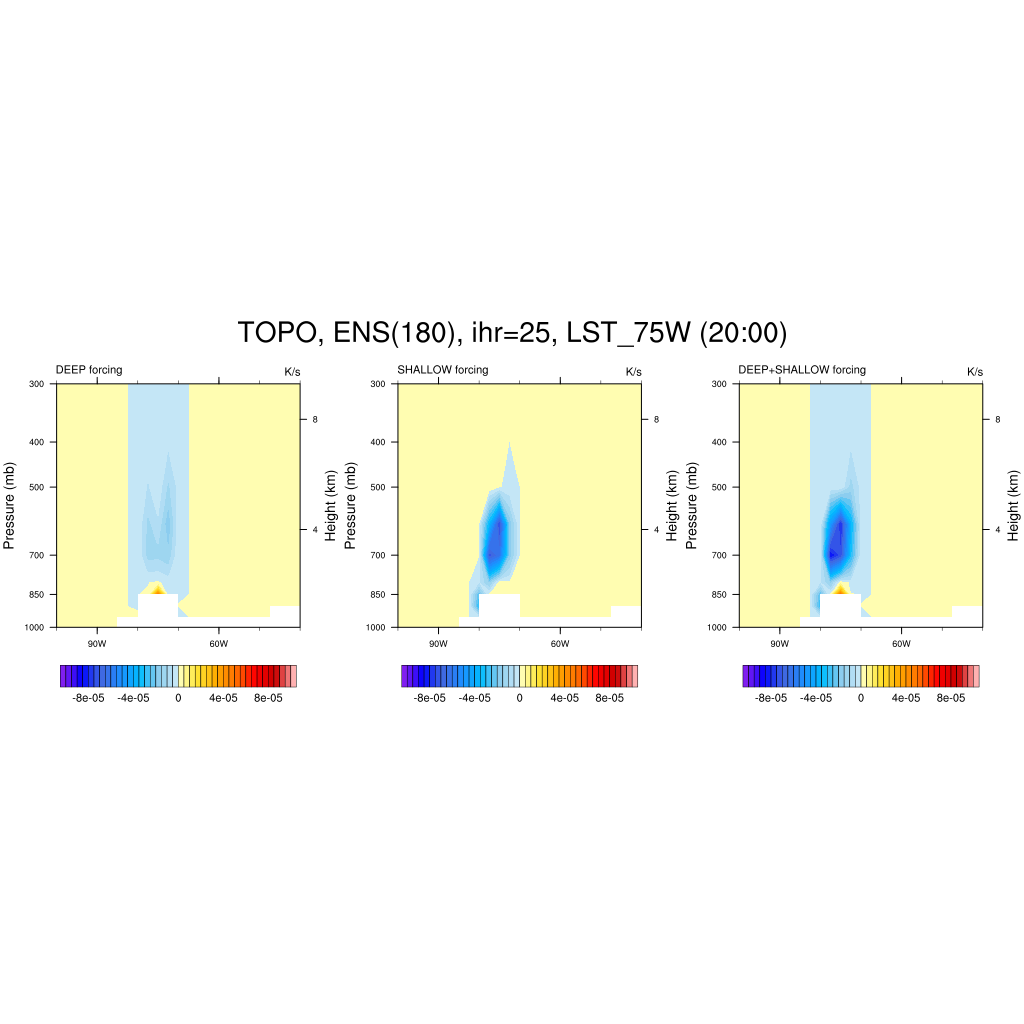 TOPO, ENS(180), ihr=25, LST_75W (20:00)
DEEP forcing K/s
SHALLOW forcing K/s
DEEP+SHALLOW forcing K/s
Pressure (mb)
300
400
500
700
850
1000
8
4
Height (km)
90W 60W
Pressure (mb)
300
400
500
700
850
1000
8
4
Height (km)
90W 60W
Pressure (mb)
300
400
500
700
850
1000
8
4
Height (km)
90W 60W
-8e-05 -4e-05 0 4e-05 8e-05
-8e-05 -4e-05 0 4e-05 8e-05
-8e-05 -4e-05 0 4e-05 8e-05